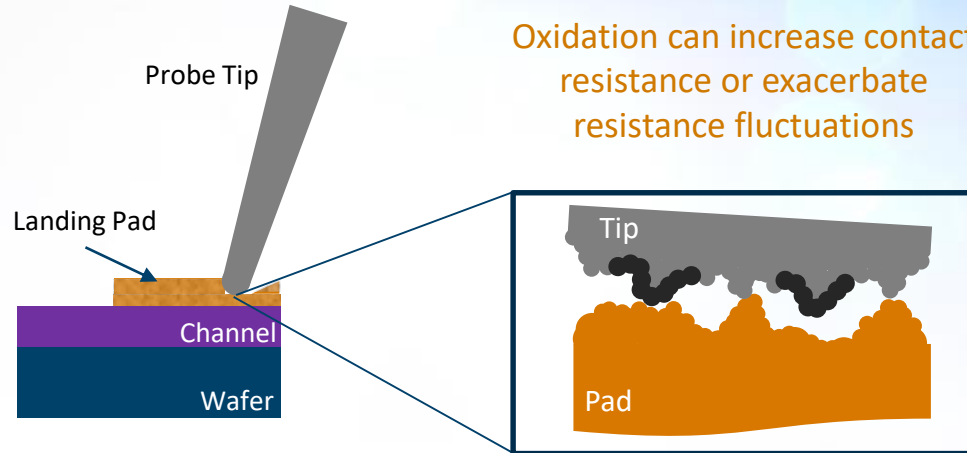 Oxidation can increase contact
resistance or exacerbate
resistance fluctuations
Probe Tip
Landing Pad
Channel
Wafer
Tip
Pad